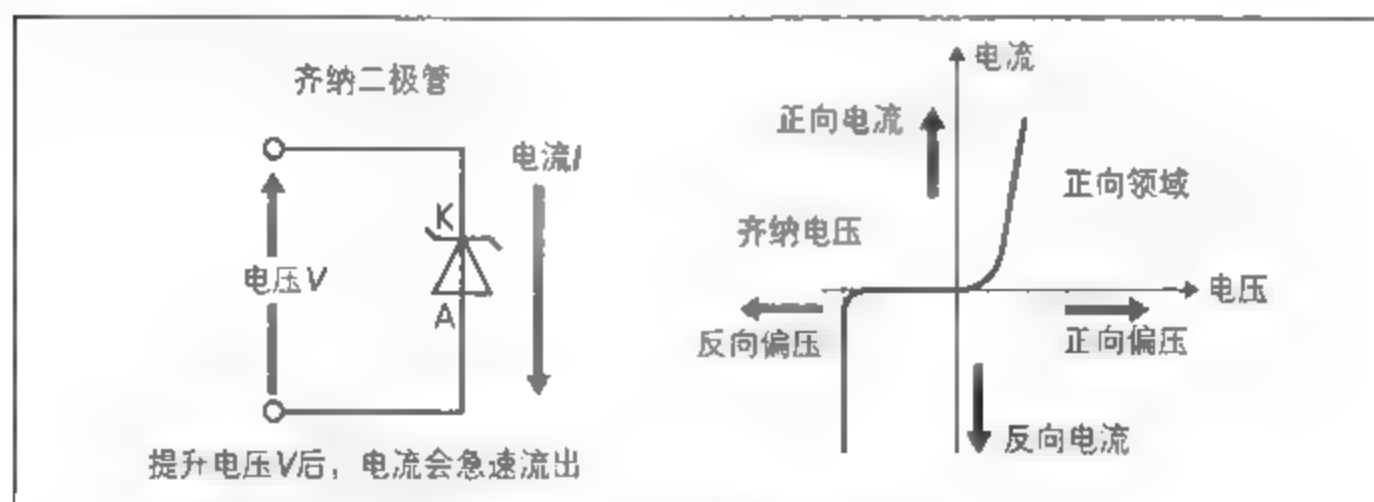 齐纳二极管
电流I
K
电压V
A
提升电压V后，电流会急速流出
电流
正向电流
正向领域
齐纳电压
电压
反向偏压
正向偏压
反向电流